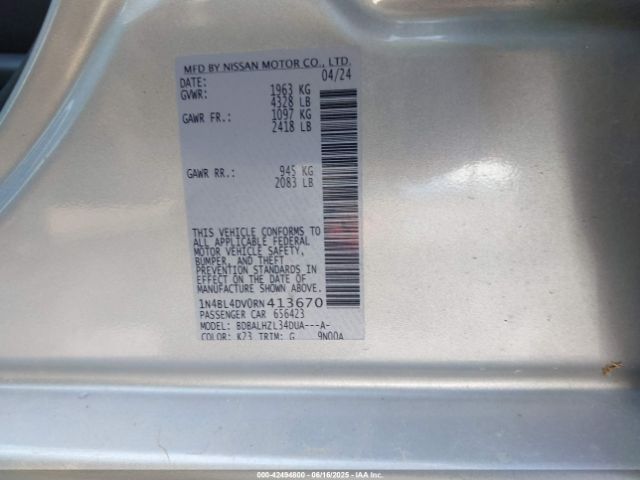 MFD BY NISSAN MOTOR CO., LTD.
DATE: 04/24
GVWR: 1963 KG
4328 LB
GAWR FR.: 1097 KG
2418 LB
GAWR RR.: 945 KG
2083 LB
THIS VEHICLE CONFORMS TO
ALL APPLICABLE FEDERAL
MOTOR VEHICLE SAFETY,
BUMPER, AND THEFT
PREVENTION STANDARDS IN
EFFECT ON THE DATE OF
MANUFACTURE SHOWN ABOVE.
1N4BL4DV0RN413670
PASSENGER CAR 656423
MODEL: BDBALHZL34DUA---A-
COLOR: K23 TRIM: G 9N00A
00-42494800 - 06/16/2025 - IAA Inc.